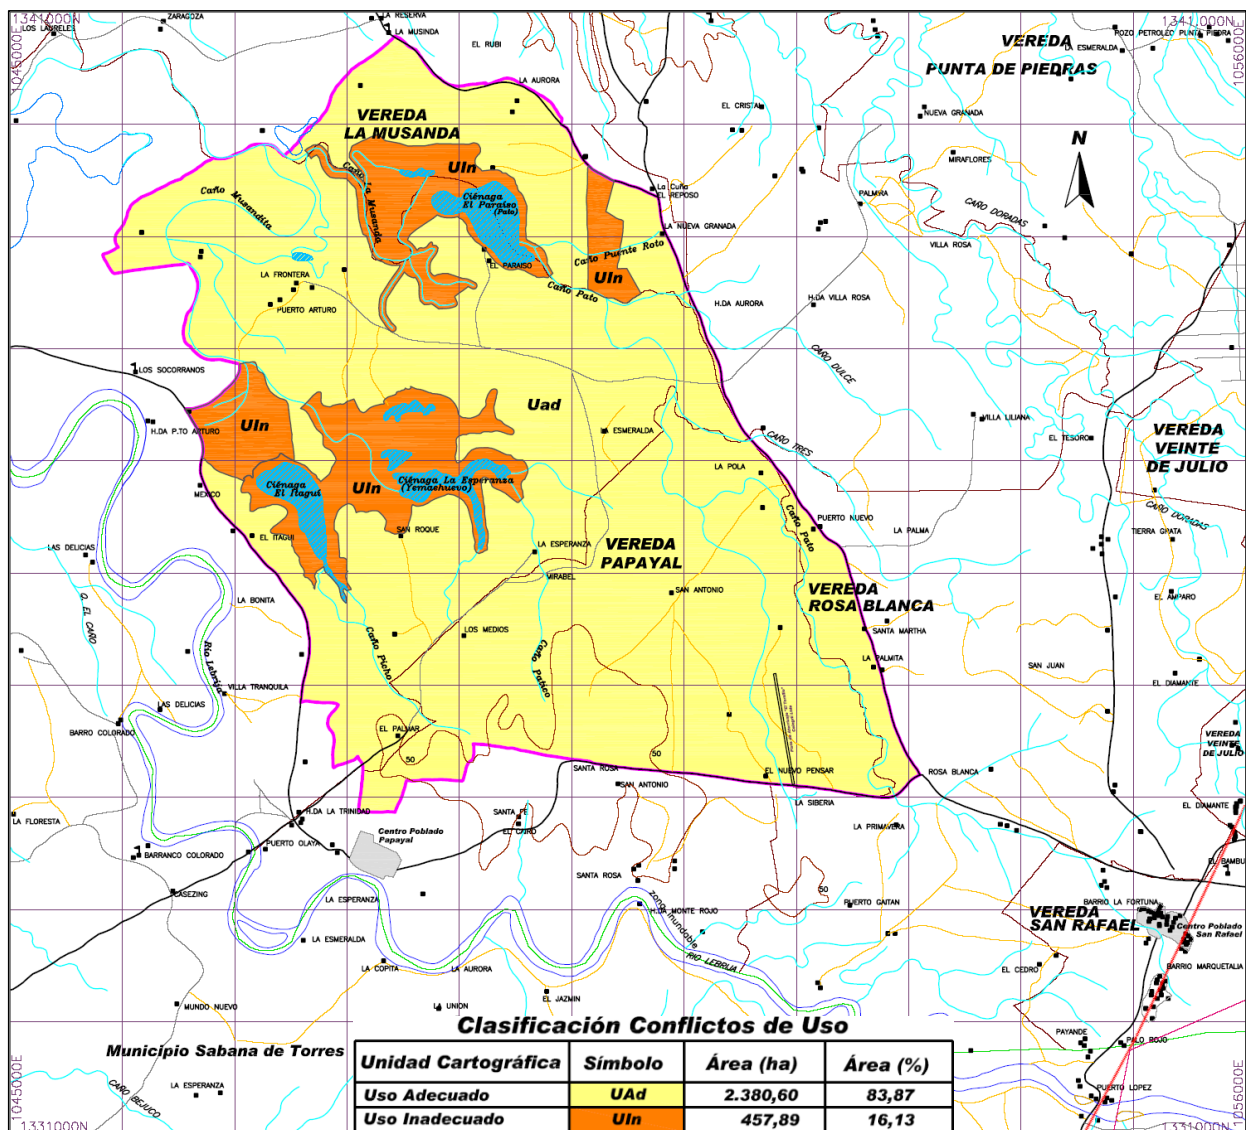 1341000N
1341000N
1045000E
1056000E
LOS LAURELES
ZARAGOZA
LA RESERVA
LA MUSINDA
EL RUBI
VEREDA
PUNTA DE PIEDRAS
POZO PETROLEO PUNTA PIEDRA
LA ESMERALDA
LA AURORA
VEREDA
LA MUSANDA
EL CRISTAL
NUEVA GRANADA
N
MIRAFLORES
UIn
Caño La Musanda
Caño Musandita
Ciénaga
El Paraiso
(Pato)
La Cuña
EL REPOSO
PALMIRA
CAÑO DORADAS
LA NUEVA GRANADA
VILLA ROSA
Caño Puente Roto
EL PARAISO
UIn
LA FRONTERA
Caño Pato
H.DA AURORA
H.DA VILLA ROSA
PUERTO ARTURO
CAÑO DULCE
LOS SOCORRANOS
Uad
UIn
H.DA P.TO ARTURO
LA ESMERALDA
CAÑO TRES
VILLA LILIANA
EL TESORO
VEREDA
VEINTE
DE JULIO
LA POLA
Ciénaga
El Itagui
UIn
Ciénaga La Esperanza
(Yemaehuevo)
MEXICO
CAÑO DORADAS
Caño Pato
PUERTO NUEVO
LA PALMA
TIERRA GRATA
SAN ROQUE
EL ITAGUI
LAS DELICIAS
LA ESPERANZA
VEREDA
PAPAYAL
MIRABEL
SAN ANTONIO
VEREDA
ROSA BLANCA
EL AMPARO
Q. EL CAÑO
LA BONITA
LOS MEDIOS
SANTA MARTHA
Caño Picho
Caño Pateco
Rio Lebrija
LA PALMITA
SAN JUAN
EL DIAMANTE
VILLA TRANQUILA
LAS DELICIAS
BARRO COLORADO
EL PALMAR
VEREDA
VEINTE
DE JULIO
50
50
SANTA ROSA
EL NUEVO PENSAR
ROSA BLANCA
SAN ANTONIO
LA SIBERIA
EL DIAMANTE
LA FLORESTA
H.DA LA TRINIDAD
SANTA FE
EL CAIRO
LA PRIMAVERA
Centro Poblado
Papayal
PUERTO OLAYA
BARRANCO COLORADO
EL BAMBU
SANTA ROSA
50
CASEZING
LA ESPERANZA
PUERTO GAITAN
BARRIO LA FORTUNA
H.DA MONTE ROJO
zona inundable
VEREDA
SAN RAFAEL
Centro Poblado
San Rafael
LA ESMERALDA
RIO LEBRIJA
LA COPITA
LA AURORA
EL CEDRO
BARRIO MARQUETALIA
EL JAZMIN
MUNDO NUEVO
LA UNION
Clasificación Conflictos de Uso
PAYANDE
PALO ROJO
Municipio Sabana de Torres
Unidad Cartográfica Símbolo Área (ha) Área (%)
LA ESPERANZA
PUERTO LOPEZ
Uso Adecuado UAd 2.380,60 83,87
CAÑO BEJUCO
Uso Inadecuado UIn 457,89 16,13
1045000E
1056000E
1331000N
1331000N